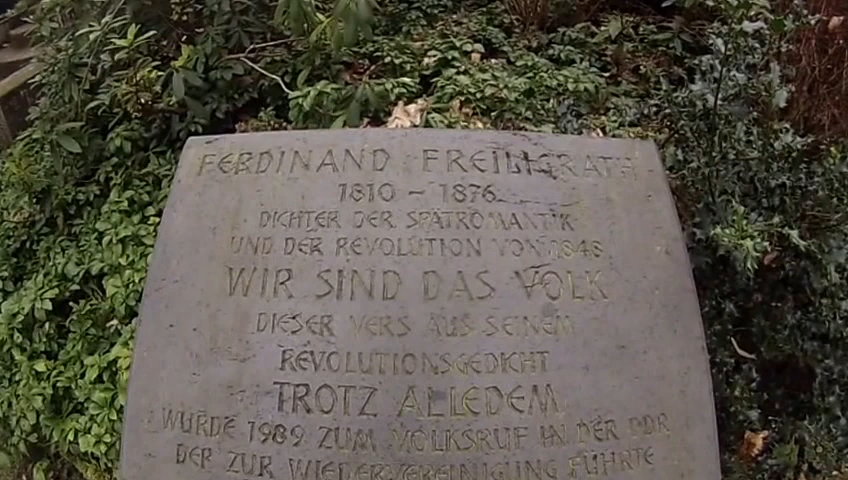 FERDINAND FREILIGRATH
1810 – 1876
DICHTER DER SPÄTROMANTIK
UND DER REVOLUTION VON 1848
WIR SIND DAS VOLK
DIESER VERS AUS SEINEM
REVOLUTIONSGEDICHT
TROTZ ALLEDEM
WURDE 1989 ZUM VOLKSRUF IN DER DDR
DER ZUR WIEDERVEREINIGUNG FÜHRTE